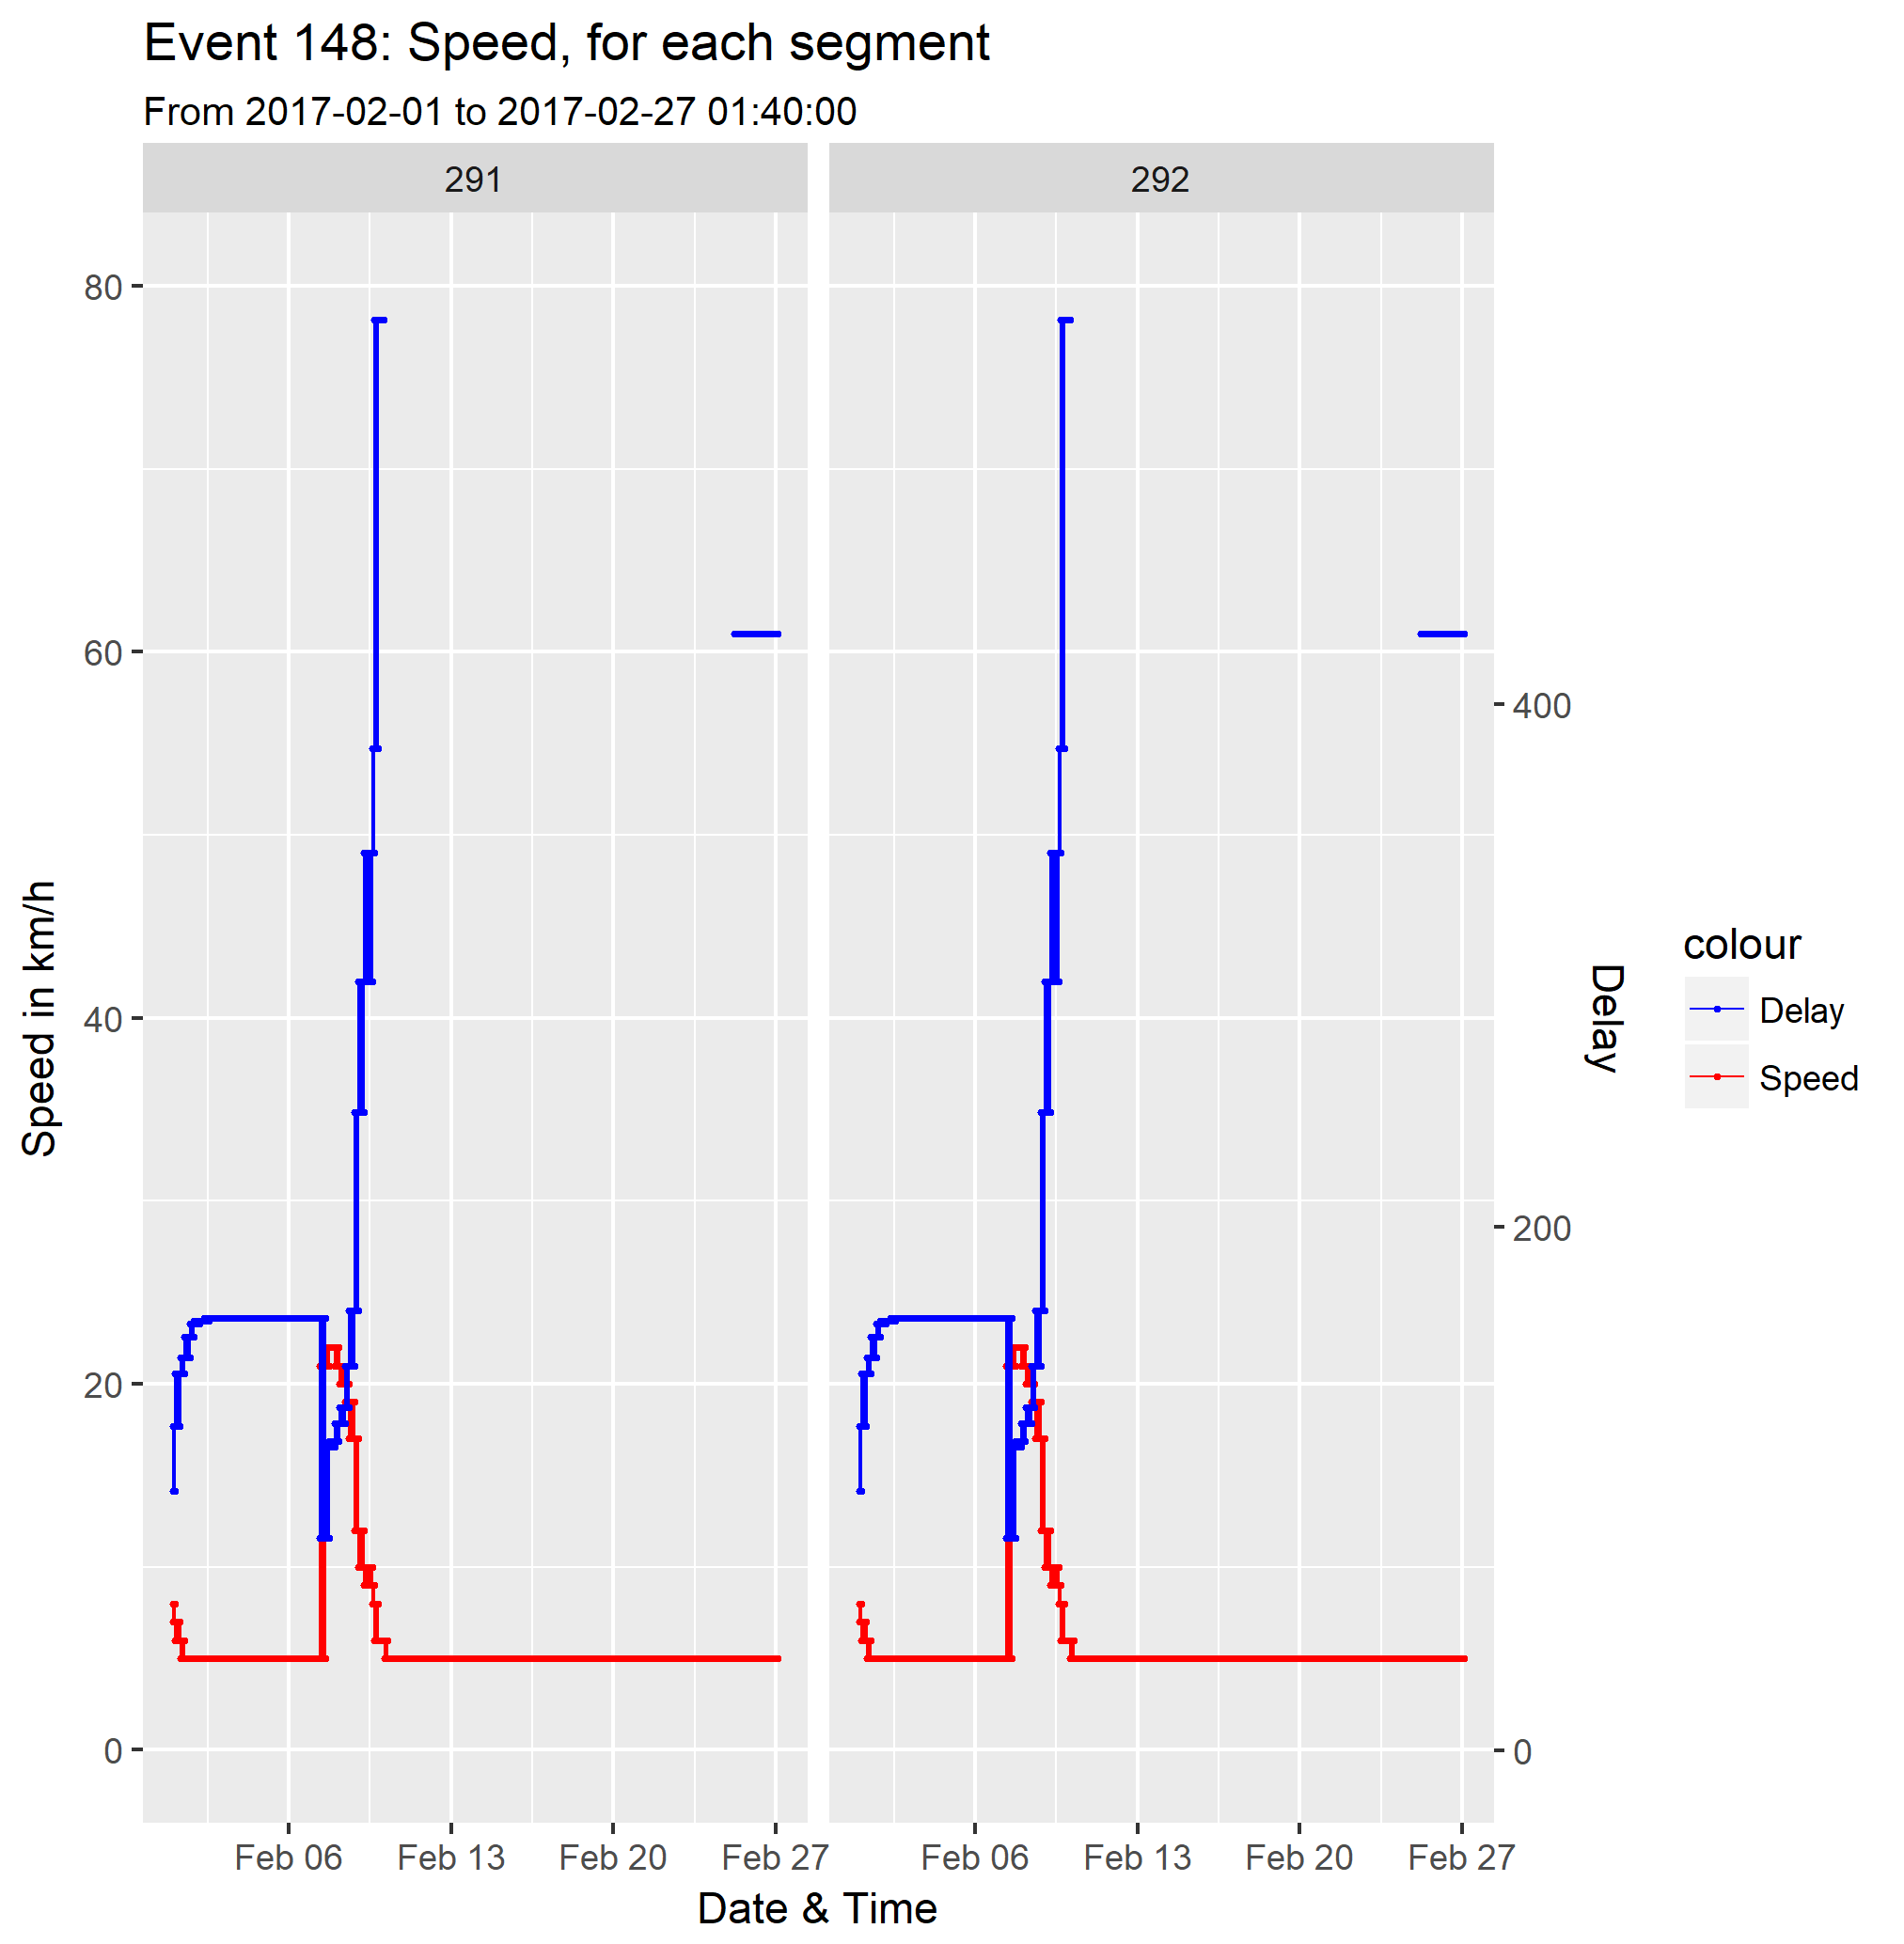 Event 148: Speed, for each segment
From 2017-02-01 to 2017-02-27 01:40:00
291
292
80
60
40
20
0
Speed in km/h
400
200
0
Delay
Feb 06
Feb 13
Feb 20
Feb 27
Feb 06
Feb 13
Feb 20
Feb 27
Date & Time
colour
Delay
Speed